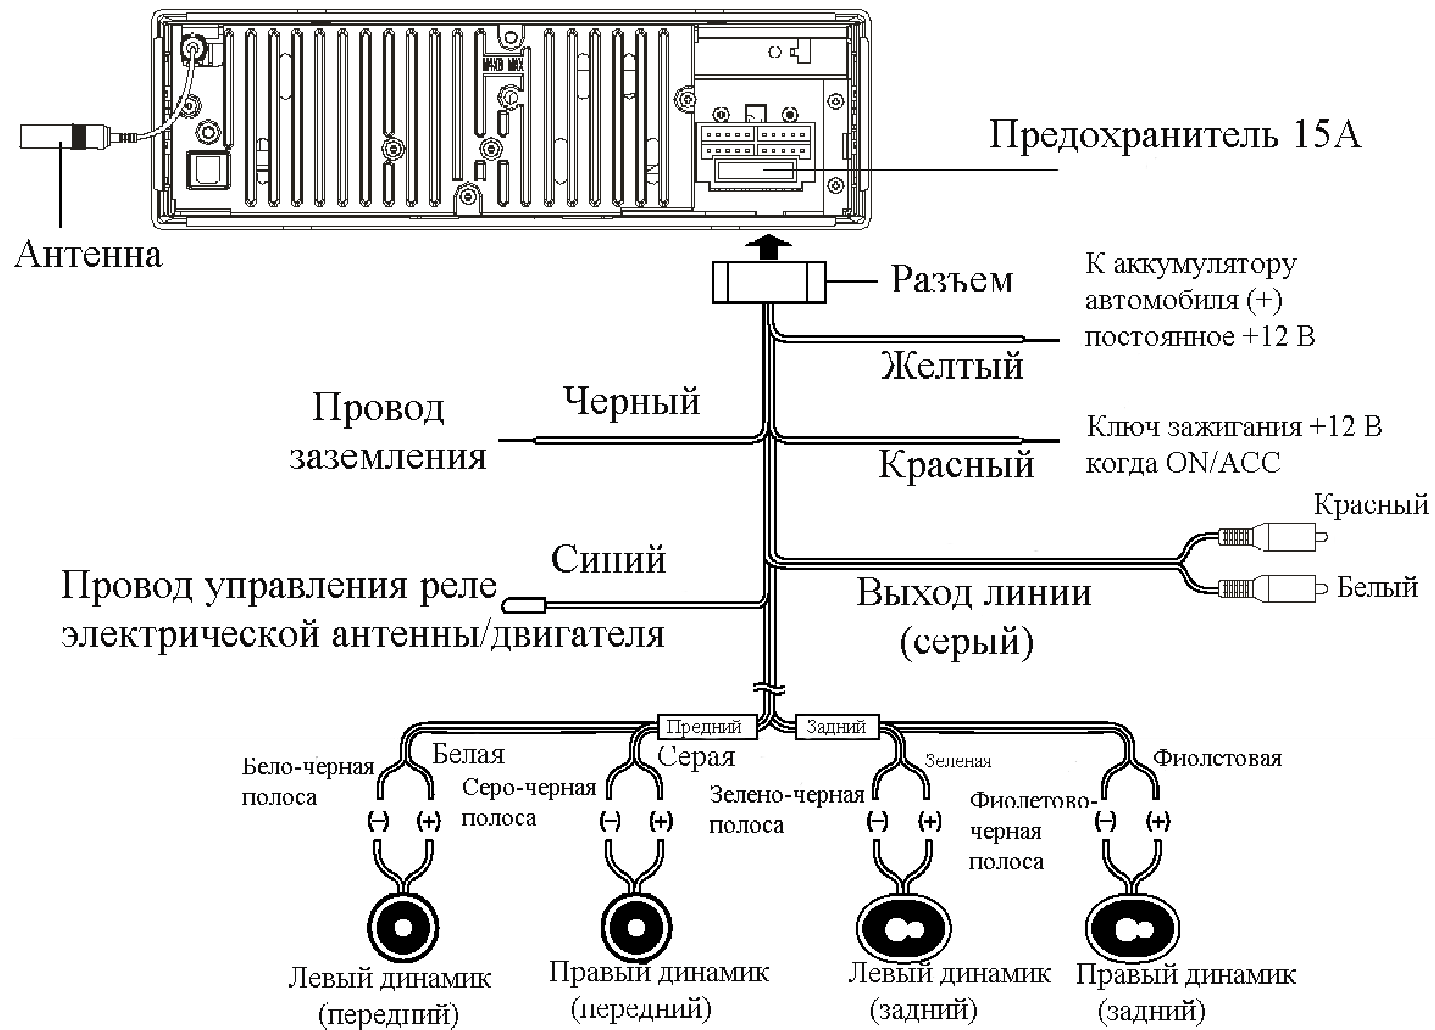 Предохранитель 15А
Антенна
Разъем
К аккумулятору
автомобиля (+)
постоянное +12 В
Желтый
Черный
Провод
заземления
Красный
Ключ зажигания +12 В
когда ON/ACC
Красный
Белый
Синий
Провод управления реле
электрической антенны/двигателя
Выход линии
(серый)
Предний
Задний
Бело-черная
полоса
Белая
Серо-черная
полоса
Серая
Зелено-черная
полоса
Зеленая
Фиолетово-
черная
полоса
Фиолетовая
(−) (+) (−) (+) (−) (+) (−) (+)
Левый динамик
(передний)
Правый динамик
(передний)
Левый динамик
(задний)
Правый динамик
(задний)